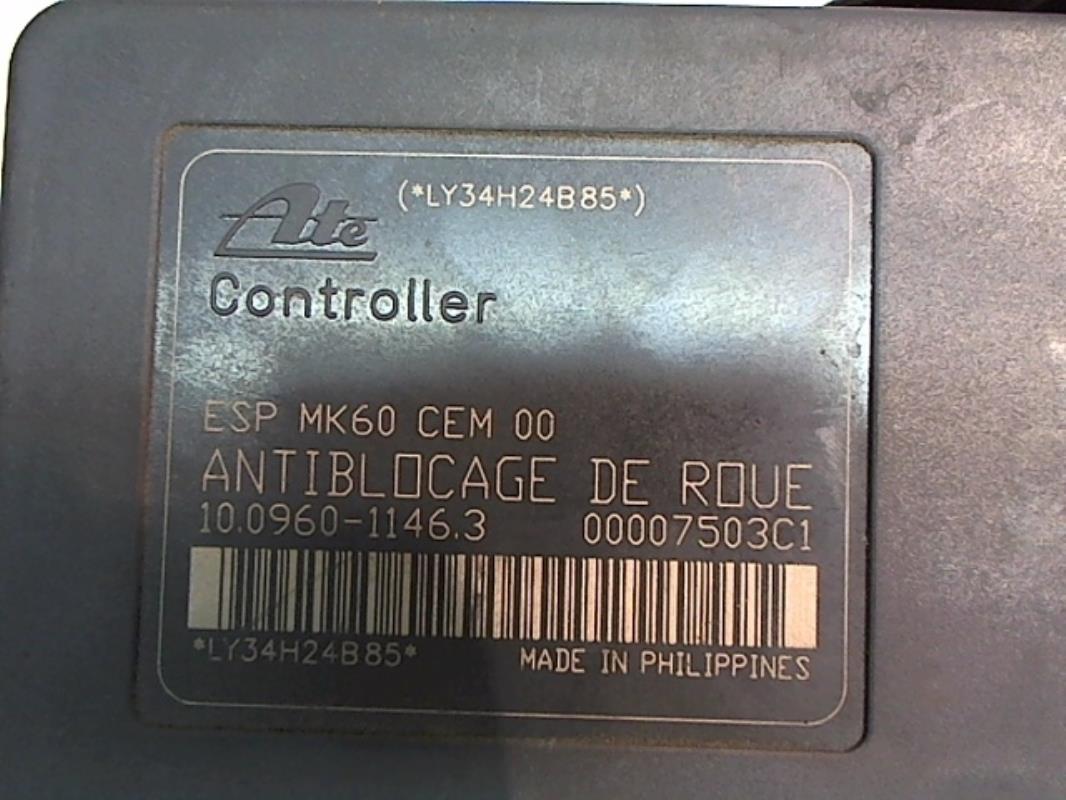 (*LY34H24B85*)
Ate
Controller
ESP MK60 CEM 00
ANTIBLOCAGE DE ROUE
10.0960-1146.3 00007503C1
*LY34H24B85*
MADE IN PHILIPPINES